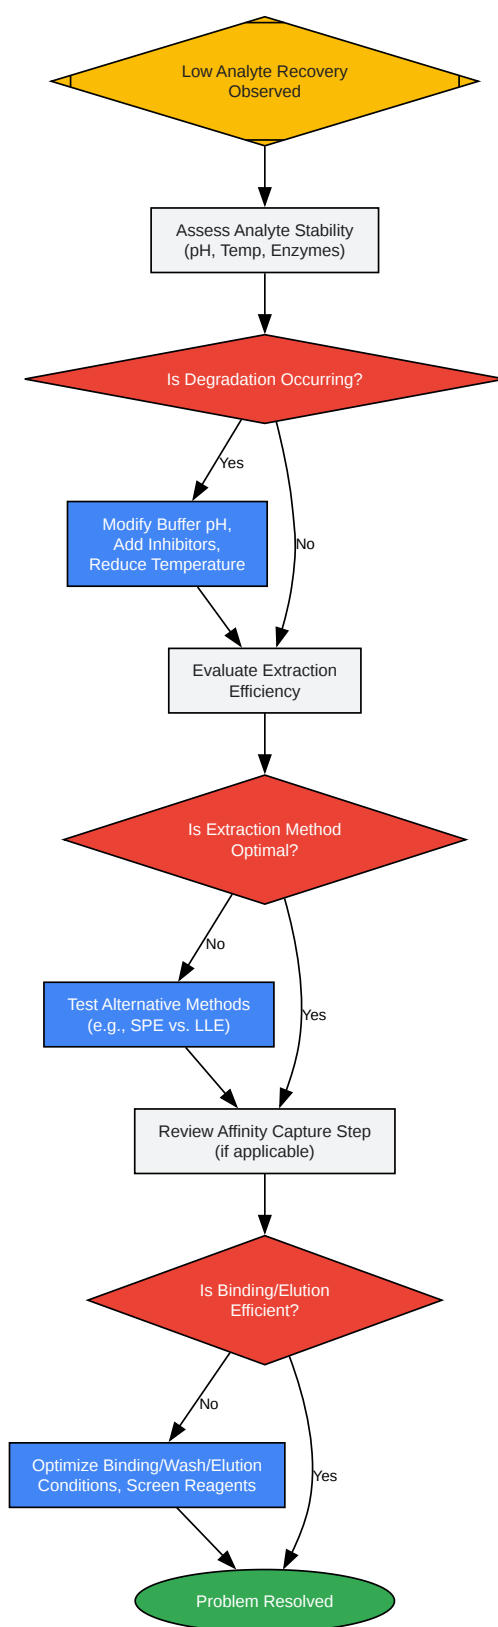 Low Analyte Recovery
Observed
Assess Analyte Stability
(pH, Temp, Enzymes)
Is Degradation Occurring?
Yes
Modify Buffer pH,
Add Inhibitors,
Reduce Temperature
No
Evaluate Extraction
Efficiency
Is Extraction Method
Optimal?
No
Test Alternative Methods
(e.g., SPE vs. LLE)
Yes
Review Affinity Capture Step
(if applicable)
Is Binding/Elution
Efficient?
No
Optimize Binding/Wash/Elution
Conditions, Screen Reagents
Yes
Problem Resolved